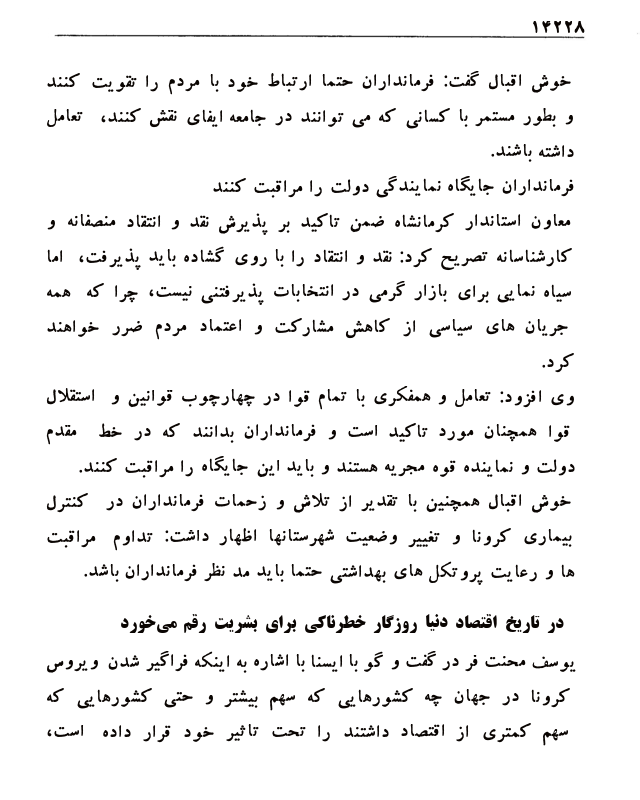 ۱۴۲۲۸
خوش اقبال گفت: فرمانداران حتما ارتباط خود با مردم را تقویت کنند
و بطور مستمر با کسانی که می توانند در جامعه ایفای نقش کنند، تعامل
داشته باشند.
فرمانداران جایگاه نمایندگی دولت را مراقبت کنند
معاون استاندار کرمانشاه ضمن تاکید بر پذیرش نقد و انتقاد منصفانه و
کارشناسانه تصریح کرد: نقد و انتقاد را با روی گشاده باید پذیرفت، اما
سیاه نمایی برای بازار گرمی در انتخابات پذیرفتنی نیست، چرا که همه
جریان های سیاسی از کاهش مشارکت و اعتماد مردم ضرر خواهند
کرد.
وی افزود: تعامل و همفکری با تمام قوا در چهارچوب قوانین و استقلال
قوا همچنان مورد تاکید است و فرمانداران بدانند که در خط مقدم
دولت و نماینده قوه مجریه هستند و باید این جایگاه را مراقبت کنند.
خوش اقبال همچنین با تقدیر از تلاش و زحمات فرمانداران در کنترل
بیماری کرونا و تغییر وضعیت شهرستانها اظهار داشت: تداوم مراقبت
ها و رعایت پروتکل های بهداشتی حتما باید مد نظر فرمانداران باشد.
در تاریخ اقتصاد دنیا روزگار خطرناکی برای بشریت رقم می‌خورد
یوسف محنت فر در گفت و گو با ایسنا با اشاره به اینکه فراگیر شدن ویروس
کرونا در جهان چه کشورهایی که سهم بیشتر و حتی کشورهایی که
سهم کمتری از اقتصاد داشتند را تحت تاثیر خود قرار داده است،